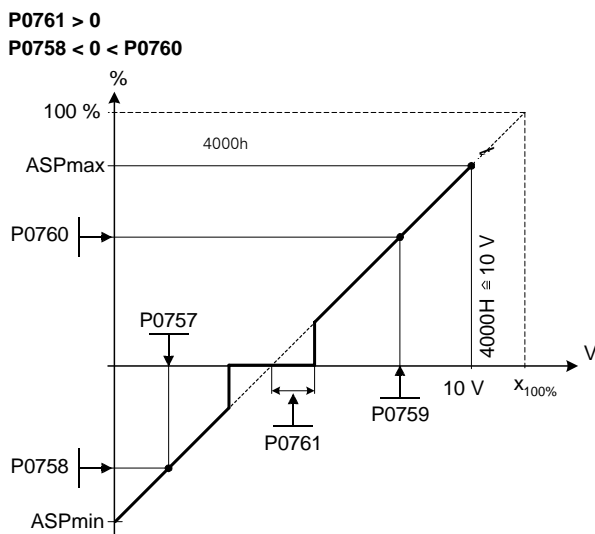 P0761 > 0
P0758 < 0 < P0760
%
100 %
4000h
ASPmax
P0760
4000H ≙ 10 V
P0757
V
10 V
x100%
P0759
P0761
P0758
ASPmin